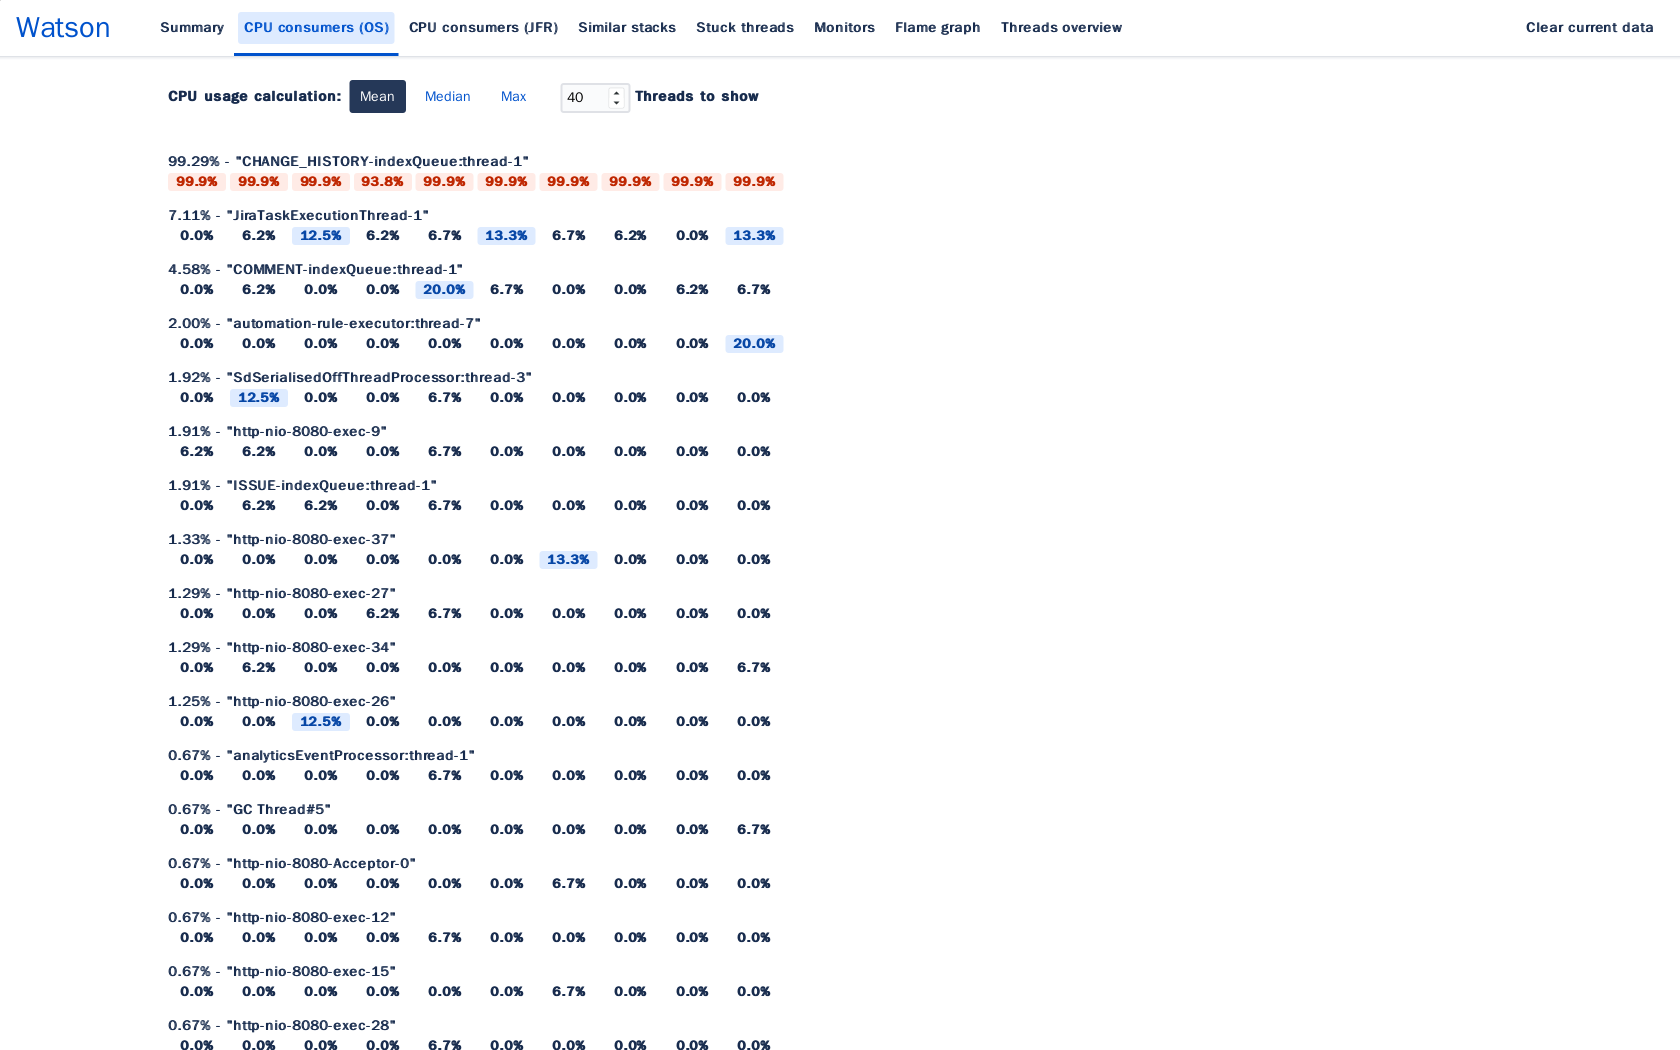 Watson Summary CPU consumers (OS) CPU consumers (JFR) Similar stacks Stuck threads Monitors Flame graph Threads overview Clear current data
CPU usage calculation: Mean Median Max 40 Threads to show
99.29% - "CHANGE_HISTORY-indexQueue:thread-1"
99.9% 99.9% 99.9% 93.8% 99.9% 99.9% 99.9% 99.9% 99.9% 99.9%
7.11% - "JiraTaskExecutionThread-1"
0.0% 6.2% 12.5% 6.2% 6.7% 13.3% 6.7% 6.2% 0.0% 13.3%
4.58% - "COMMENT-indexQueue:thread-1"
0.0% 6.2% 0.0% 0.0% 20.0% 6.7% 0.0% 0.0% 6.2% 6.7%
2.00% - "automation-rule-executor:thread-7"
0.0% 0.0% 0.0% 0.0% 0.0% 0.0% 0.0% 0.0% 0.0% 20.0%
1.92% - "SdSerialisedOffThreadProcessor:thread-3"
0.0% 12.5% 0.0% 0.0% 6.7% 0.0% 0.0% 0.0% 0.0% 0.0%
1.91% - "http-nio-8080-exec-9"
6.2% 6.2% 0.0% 0.0% 6.7% 0.0% 0.0% 0.0% 0.0% 0.0%
1.91% - "ISSUE-indexQueue:thread-1"
0.0% 6.2% 6.2% 0.0% 6.7% 0.0% 0.0% 0.0% 0.0% 0.0%
1.33% - "http-nio-8080-exec-37"
0.0% 0.0% 0.0% 0.0% 0.0% 0.0% 13.3% 0.0% 0.0% 0.0%
1.29% - "http-nio-8080-exec-27"
0.0% 0.0% 0.0% 6.2% 6.7% 0.0% 0.0% 0.0% 0.0% 0.0%
1.29% - "http-nio-8080-exec-34"
0.0% 6.2% 0.0% 0.0% 0.0% 0.0% 0.0% 0.0% 0.0% 6.7%
1.25% - "http-nio-8080-exec-26"
0.0% 0.0% 12.5% 0.0% 0.0% 0.0% 0.0% 0.0% 0.0% 0.0%
0.67% - "analyticsEventProcessor:thread-1"
0.0% 0.0% 0.0% 0.0% 6.7% 0.0% 0.0% 0.0% 0.0% 0.0%
0.67% - "GC Thread#5"
0.0% 0.0% 0.0% 0.0% 0.0% 0.0% 0.0% 0.0% 0.0% 6.7%
0.67% - "http-nio-8080-Acceptor-0"
0.0% 0.0% 0.0% 0.0% 0.0% 0.0% 6.7% 0.0% 0.0% 0.0%
0.67% - "http-nio-8080-exec-12"
0.0% 0.0% 0.0% 0.0% 6.7% 0.0% 0.0% 0.0% 0.0% 0.0%
0.67% - "http-nio-8080-exec-15"
0.0% 0.0% 0.0% 0.0% 0.0% 0.0% 6.7% 0.0% 0.0% 0.0%
0.67% - "http-nio-8080-exec-28"
0.0% 0.0% 0.0% 0.0% 6.7% 0.0% 0.0% 0.0% 0.0% 0.0%